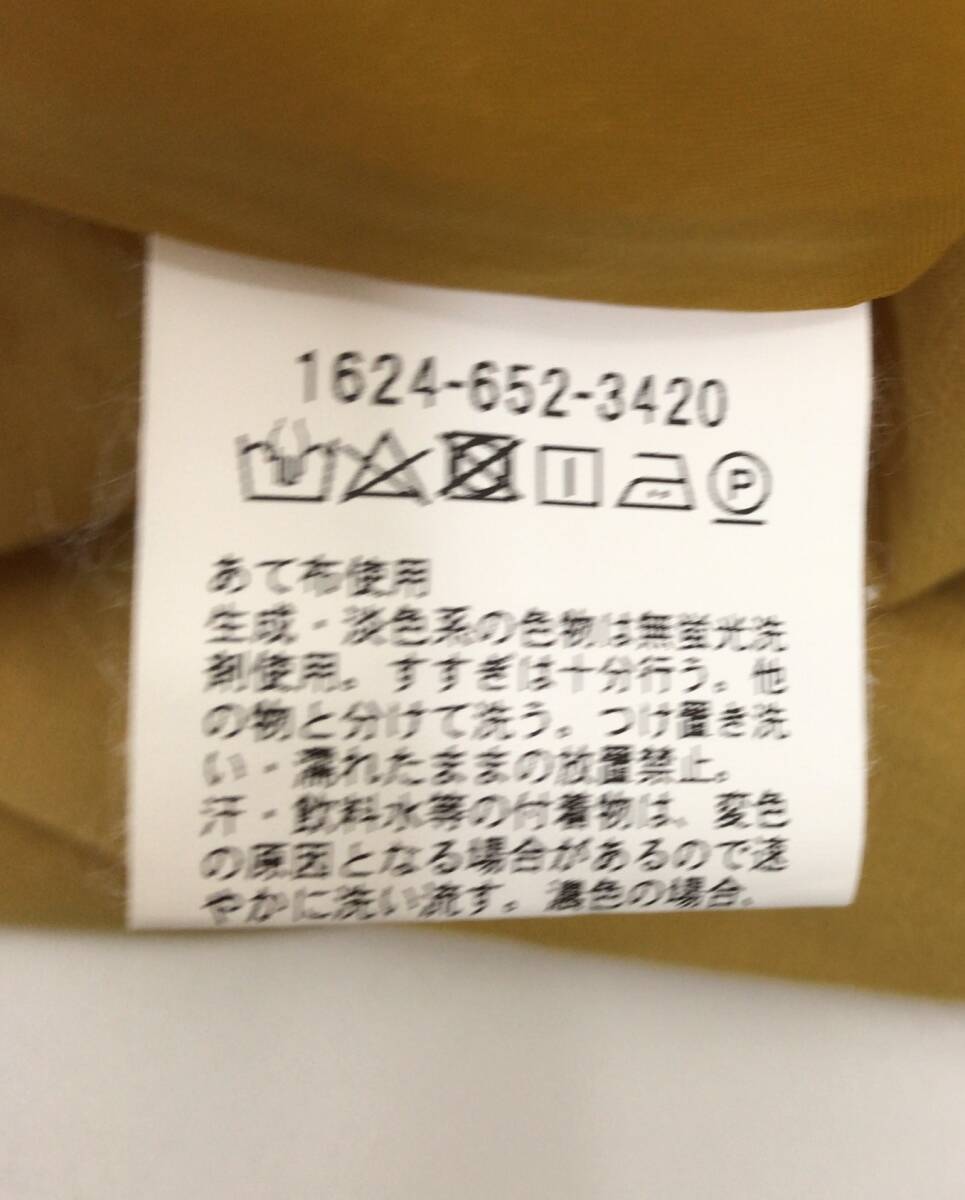 1624-652-3420
P
あて布使用
生成・淡色系の色物は無蛍光洗
剤使用。すすぎは十分行う。他
の物と分けて洗う。つけ置き洗
い・濡れたままの放置禁止。
汗・飲料水等の付着物は、変色
の原因となる場合があるので速
やかに洗い流す。濃色の場合、